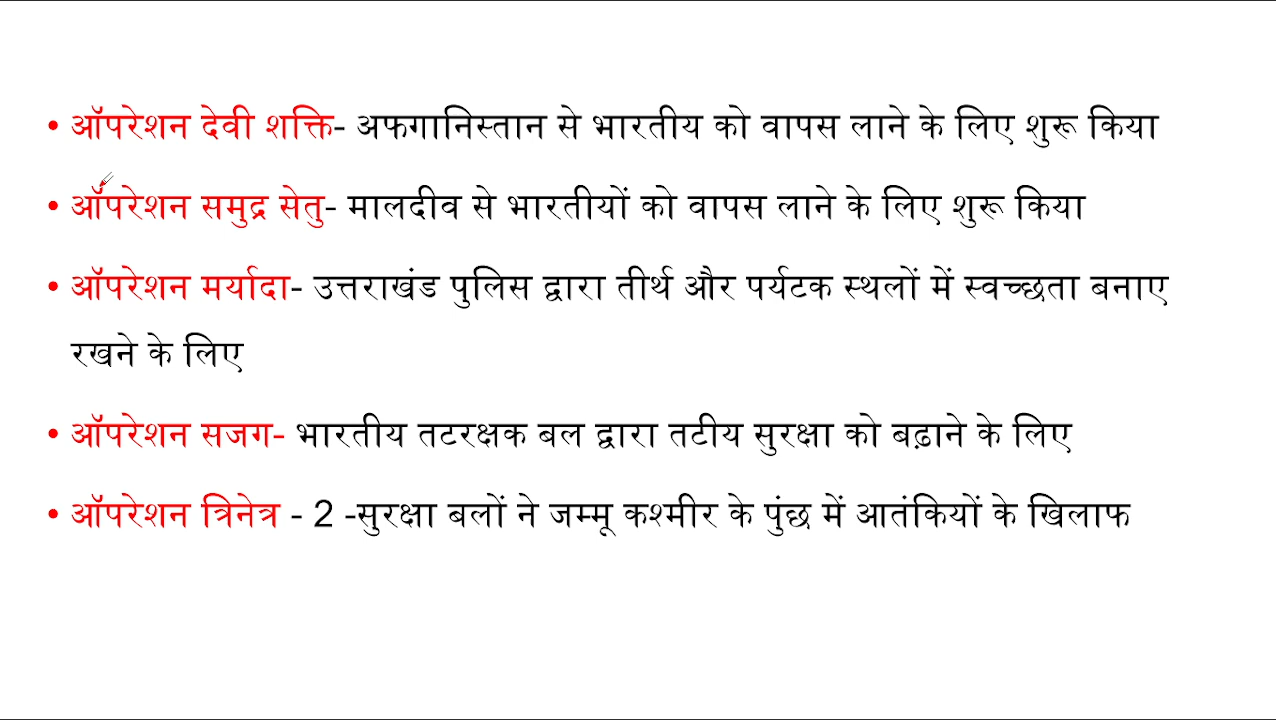 • ऑपरेशन देवी शक्ति- अफगानिस्तान से भारतीय को वापस लाने के लिए शुरू किया
• ऑपरेशन समुद्र सेतु- मालदीव से भारतीयों को वापस लाने के लिए शुरू किया
• ऑपरेशन मर्यादा- उत्तराखंड पुलिस द्वारा तीर्थ और पर्यटक स्थलों में स्वच्छता बनाए
रखने के लिए
• ऑपरेशन सजग- भारतीय तटरक्षक बल द्वारा तटीय सुरक्षा को बढ़ाने के लिए
• ऑपरेशन त्रिनेत्र - 2 -सुरक्षा बलों ने जम्मू कश्मीर के पुंछ में आतंकियों के खिलाफ